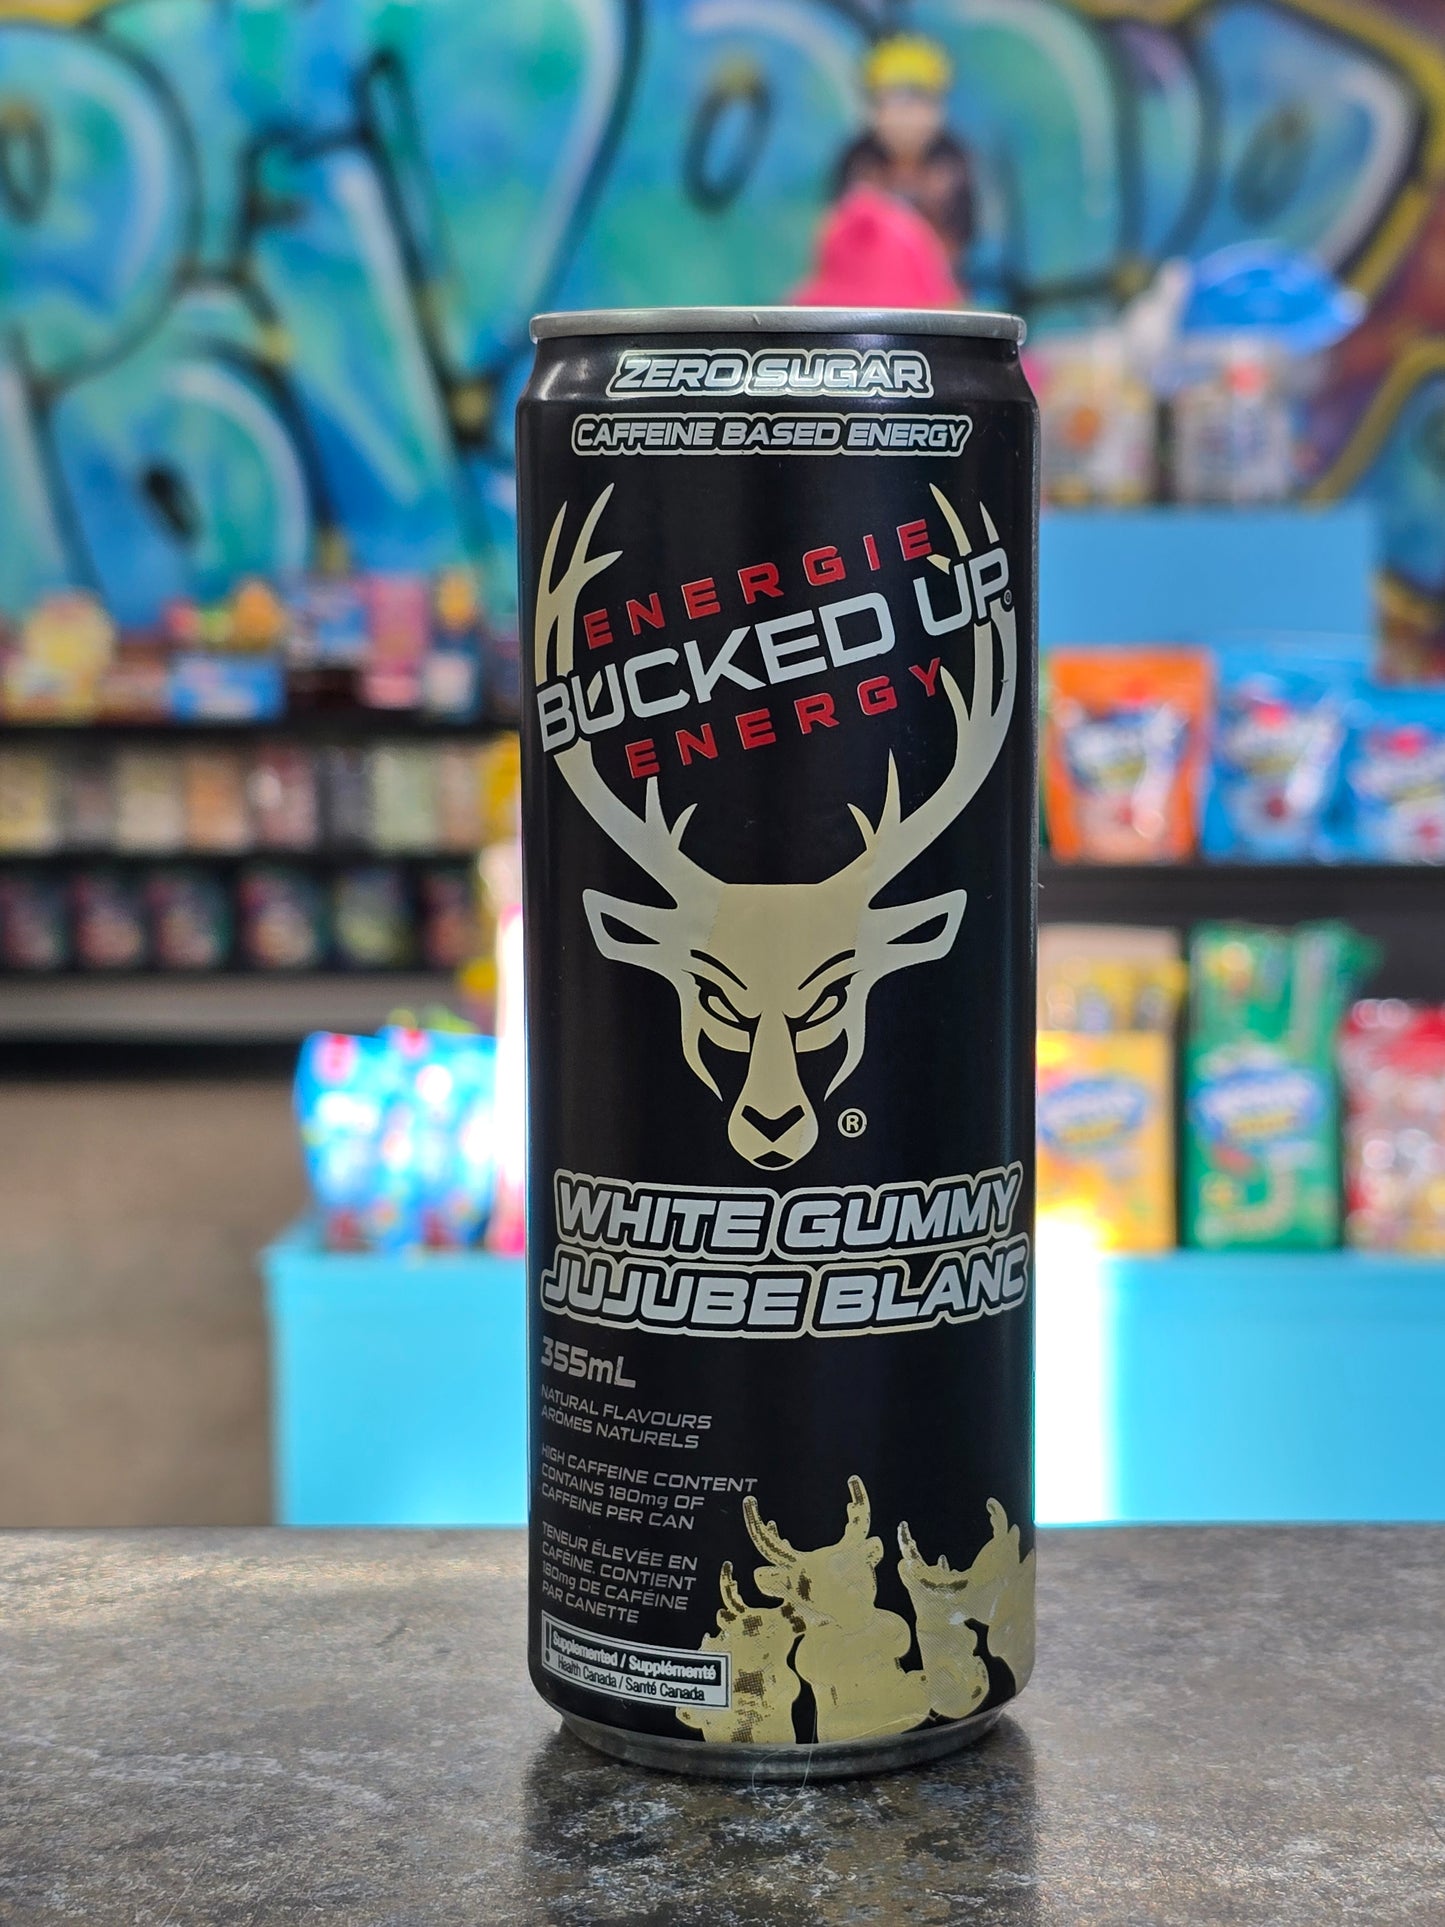 ZERO SUGAR
CAFFEINE BASED ENERGY
ENERGIE
BUCKED UP®
ENERGY
®
WHITE GUMMY
JUJUBE BLANC
355mL
NATURAL FLAVOURS
ARÔMES NATURELS
HIGH CAFFEINE CONTENT
CONTAINS 180mg OF
CAFFEINE PER CAN
TENEUR ÉLEVÉE EN
CAFÉINE. CONTIENT
180mg DE CAFÉINE
PAR CANETTE
! Supplemented / Supplémenté
Health Canada / Santé Canada